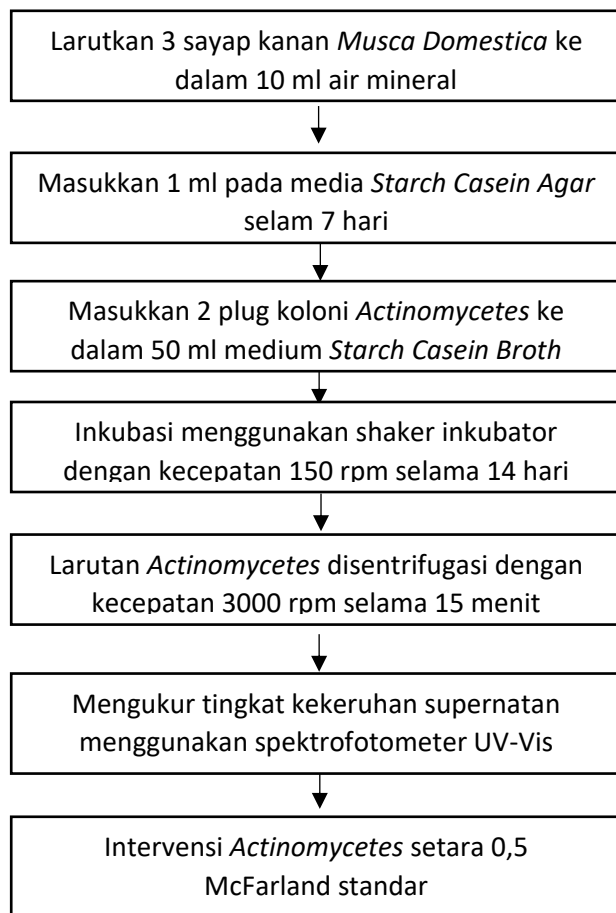 Larutkan 3 sayap kanan Musca Domestica ke
dalam 10 ml air mineral
Masukkan 1 ml pada media Starch Casein Agar
selam 7 hari
Masukkan 2 plug koloni Actinomycetes ke
dalam 50 ml medium Starch Casein Broth
Inkubasi menggunakan shaker inkubator
dengan kecepatan 150 rpm selama 14 hari
Larutan Actinomycetes disentrifugasi dengan
kecepatan 3000 rpm selama 15 menit
Mengukur tingkat kekeruhan supernatan
menggunakan spektrofotometer UV-Vis
Intervensi Actinomycetes setara 0,5
McFarland standar